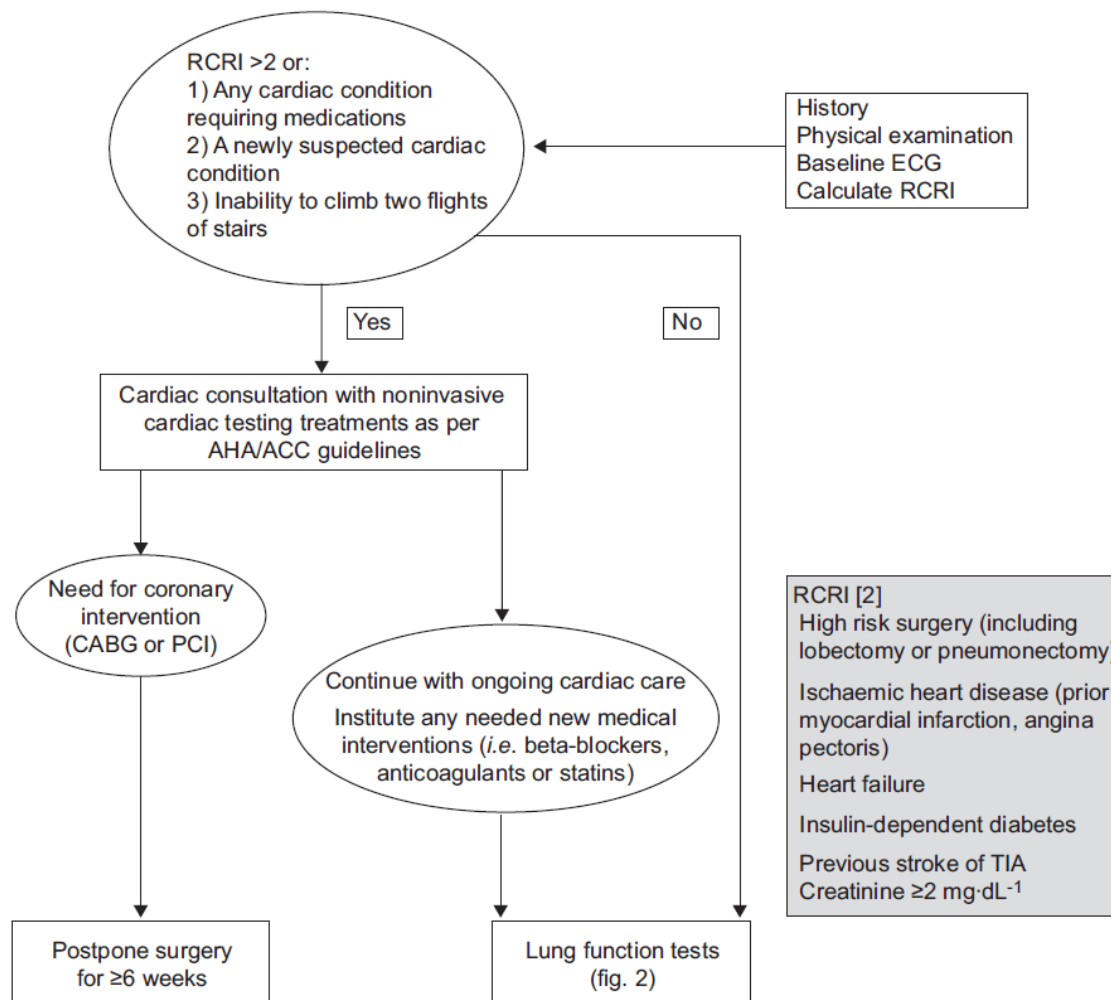 RCRI >2 or:
1) Any cardiac condition
requiring medications
2) A newly suspected cardiac
condition
3) Inability to climb two flights
of stairs
History
Physical examination
Baseline ECG
Calculate RCRI
Yes
No
Cardiac consultation with noninvasive
cardiac testing treatments as per
AHA/ACC guidelines
Need for coronary
intervention
(CABG or PCI)
Continue with ongoing cardiac care
Institute any needed new medical
interventions (i.e. beta-blockers,
anticoagulants or statins)
RCRI [2]
High risk surgery (including
lobectomy or pneumonectomy)
Ischaemic heart disease (prior
myocardial infarction, angina
pectoris)
Heart failure
Insulin-dependent diabetes
Previous stroke of TIA
Creatinine ≥2 mg·dL⁻¹
Postpone surgery
for ≥6 weeks
Lung function tests
(fig. 2)